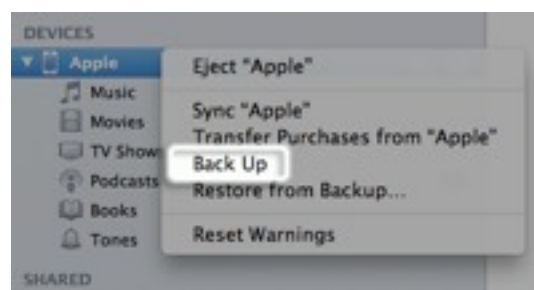 DEVICES
Apple
Music
Movies
TV Shows
Podcasts
Books
Tones
SHARED
Eject "Apple"
Sync "Apple"
Transfer Purchases from "Apple"
Back Up
Restore from Backup...
Reset Warnings